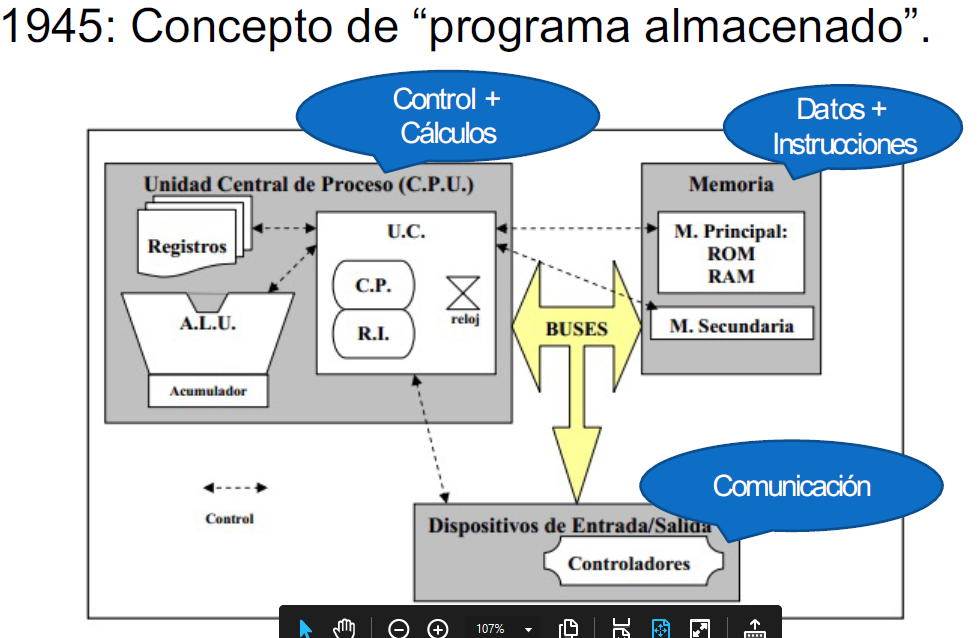 1945: Concepto de “programa almacenado”.
Control +
Cálculos
Datos +
Instrucciones
Unidad Central de Proceso (C.P.U.)
Memoria
Registros
U.C.
M. Principal:
ROM
RAM
C.P.
R.I.
reloj
A.L.U.
BUSES
M. Secundaria
Acumulador
Comunicación
Control
Dispositivos de Entrada/Salida
Controladores
107%